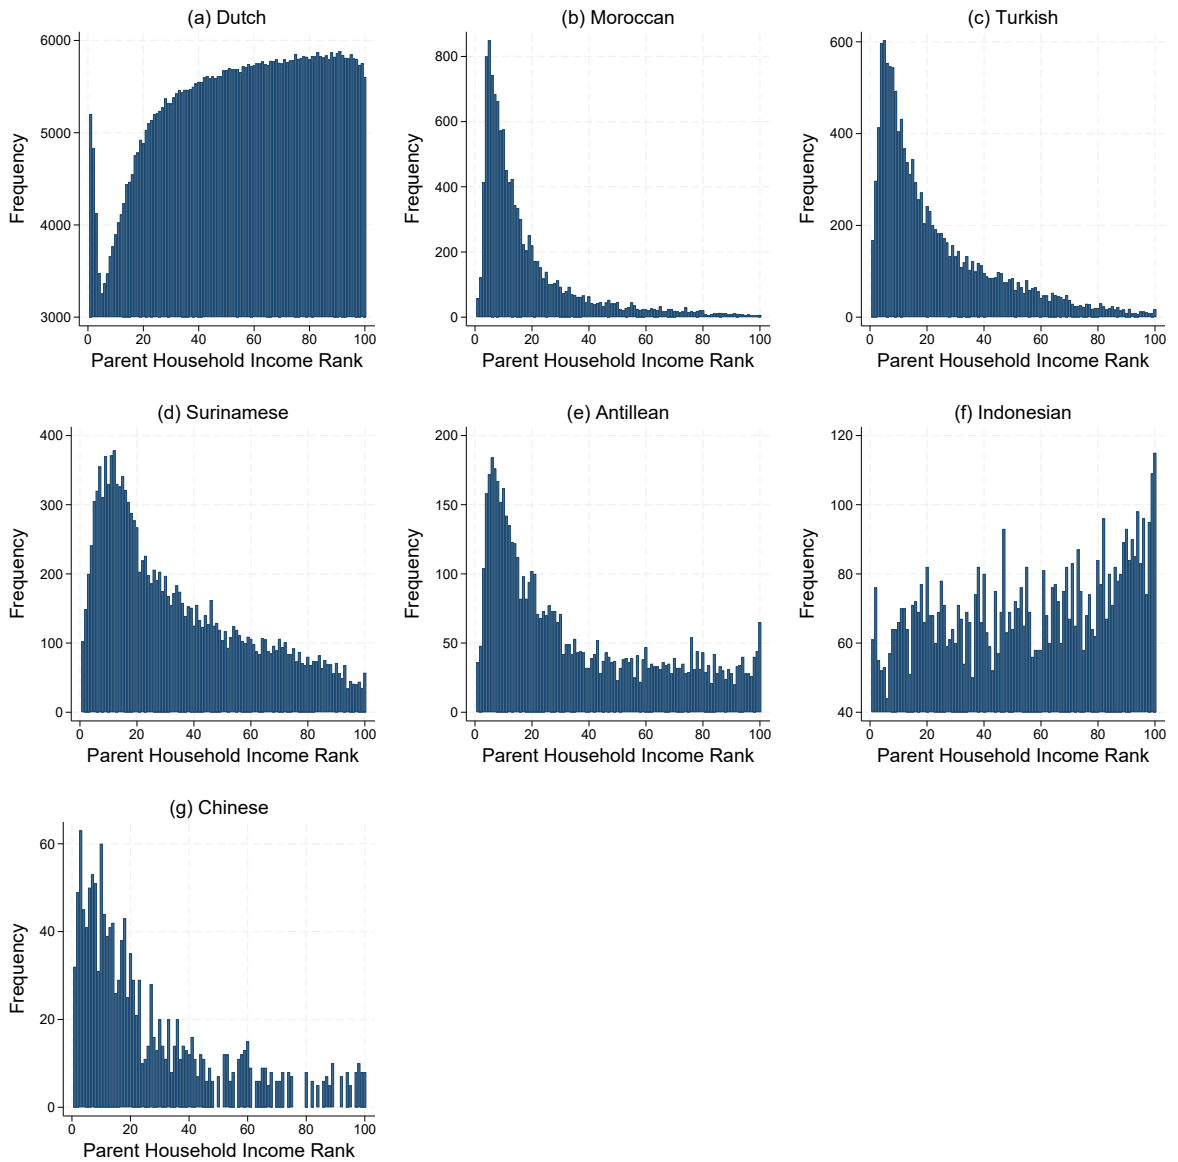 (a) Dutch
6000
5000
4000
3000
Frequency
0 20 40 60 80 100
Parent Household Income Rank
(b) Moroccan
800
600
400
200
0
Frequency
0 20 40 60 80 100
Parent Household Income Rank
(c) Turkish
600
400
200
0
Frequency
0 20 40 60 80 100
Parent Household Income Rank
(d) Surinamese
400
300
200
100
0
Frequency
0 20 40 60 80 100
Parent Household Income Rank
(e) Antillean
200
150
100
50
0
Frequency
0 20 40 60 80 100
Parent Household Income Rank
(f) Indonesian
120
100
80
60
40
Frequency
0 20 40 60 80 100
Parent Household Income Rank
(g) Chinese
60
40
20
0
Frequency
0 20 40 60 80 100
Parent Household Income Rank